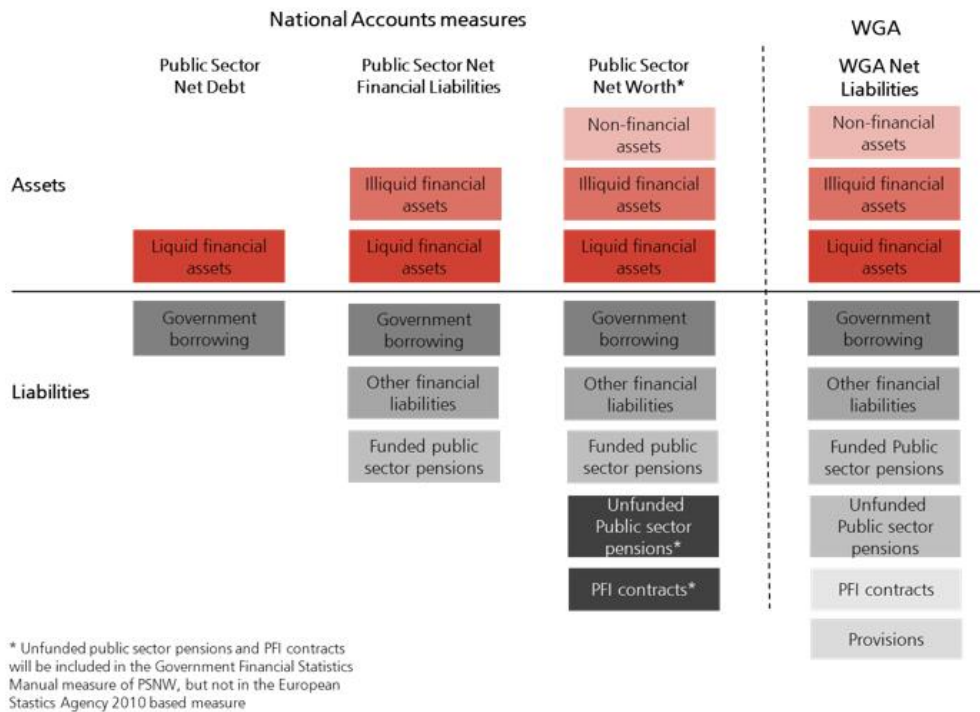 National Accounts measures
WGA
Public Sector
Net Debt
Public Sector Net
Financial Liabilities
Public Sector
Net Worth*
WGA Net
Liabilities
Assets
Non-financial
assets
Non-financial
assets
Illiquid financial
assets
Illiquid financial
assets
Illiquid financial
assets
Liquid financial
assets
Liquid financial
assets
Liquid financial
assets
Liquid financial
assets
Liabilities
Government
borrowing
Government
borrowing
Government
borrowing
Government
borrowing
Other financial
liabilities
Other financial
liabilities
Other financial
liabilities
Funded public
sector pensions
Funded public
sector pensions
Funded Public
sector pensions
Unfunded
Public sector
pensions*
Unfunded
Public sector
pensions
PFI contracts*
PFI contracts
Provisions
* Unfunded public sector pensions and PFI contracts
will be included in the Government Financial Statistics
Manual measure of PSNW, but not in the European
Stastics Agency 2010 based measure